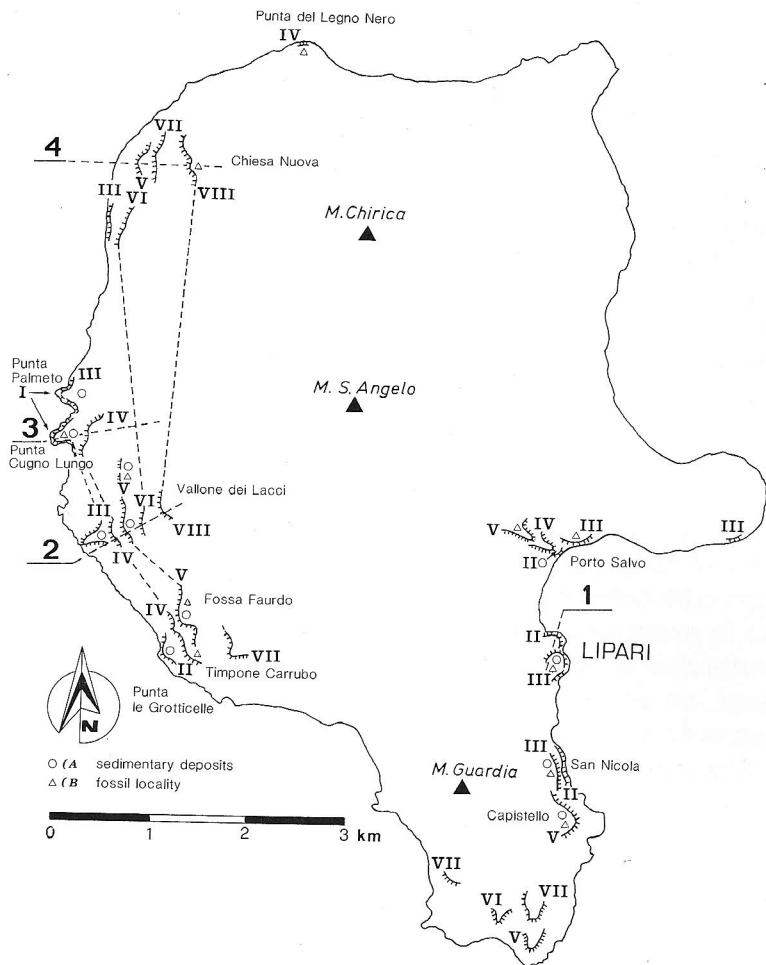 Punta del Legno Nero
IV
VII
4
Chiesa Nuova
V
III
VI
VIII
M. Chirica
Punta
Palmeto
III
I
M. S. Angelo
IV
3
Punta
Cugno Lungo
V
Vallone dei Lacci
III
VI
VIII
2
IV
V
IV
III
III
II
Porto Salvo
1
V
Fossa Faurdo
IV
II
LIPARI
VII
II
Timpone Carrubo
III
Punta
le Grotticelle
N
III
San Nicola
○ (A sedimentary deposits
△ (B fossil locality
M. Guardia
II
Capistello
V
0 1 2 3 km
VII
VI
VII
V